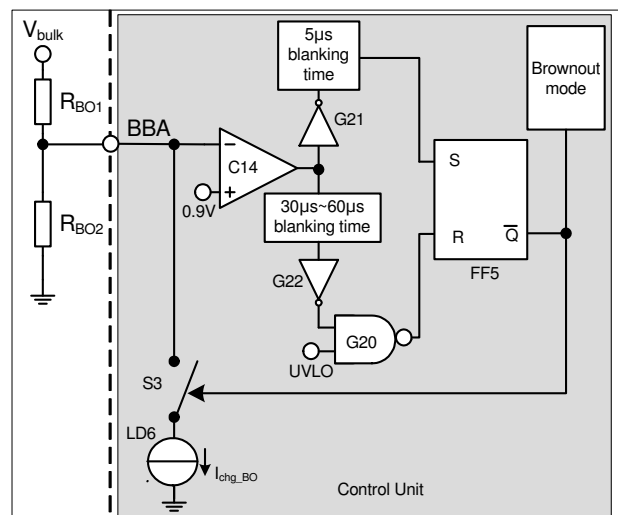 V_bulk
R_BO1
BBA
R_BO2
5µs
blanking
time
G21
Brownout
mode
−
C14
+
0.9V
30µs~60µs
blanking time
S
R
Q̅
FF5
G22
G20
UVLO
S3
LD6
I_chg_BO
Control Unit